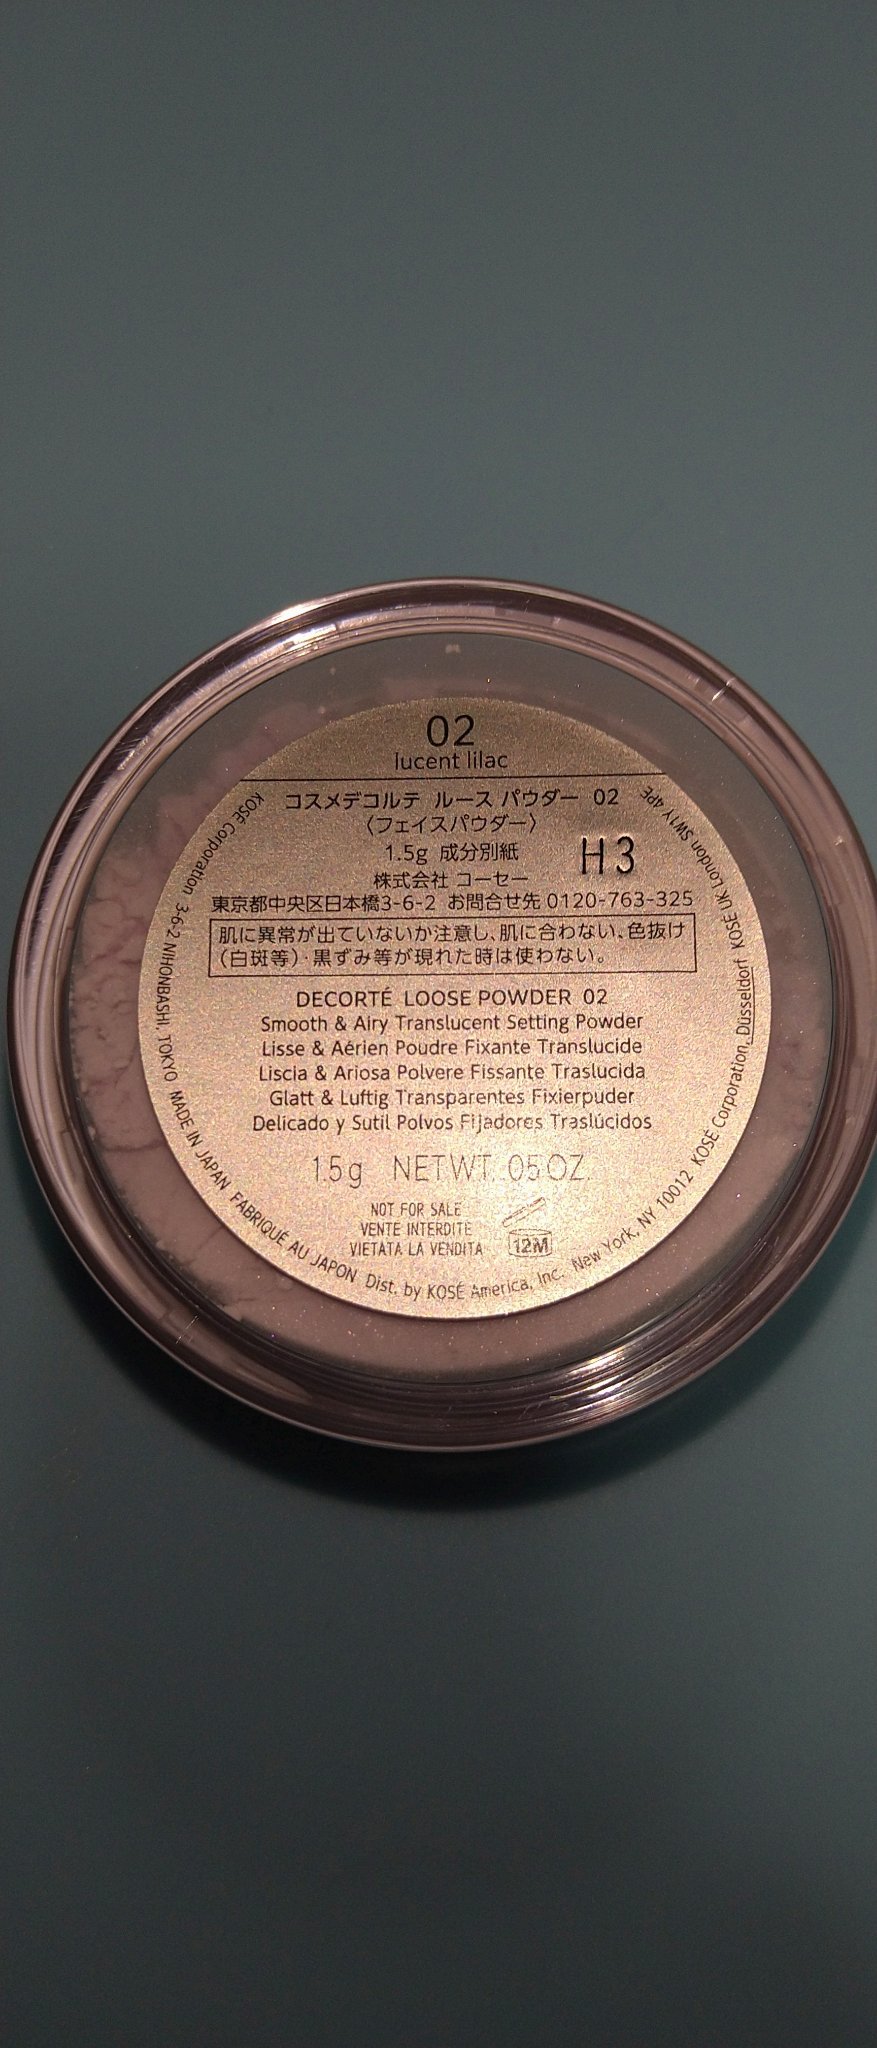 02
lucent lilac
コスメデコルテ ルース パウダー 02
〈フェイスパウダー〉
1.5g 成分別紙
H3
株式会社 コーセー
東京都中央区日本橋3-6-2 お問合せ先 0120-763-325
肌に異常が出ていないか注意し、肌に合わない、色抜け
(白斑等)・黒ずみ等が現れた時は使わない。
DECORTÉ LOOSE POWDER 02
Smooth & Airy Translucent Setting Powder
Lisse & Aérien Poudre Fixante Translucide
Liscia & Ariosa Polvere Fissante Traslucida
Glatt & Luftig Transparentes Fixierpuder
Delicado y Sutil Polvos Fijadores Traslúcidos
1.5g NET WT. .05 OZ.
NOT FOR SALE
VENTE INTERDITE
VIETATA LA VENDITA
12M
KOSÉ Corporation 3-6-2 NIHONBASHI, TOKYO MADE IN JAPAN FABRIQUÉ AU JAPON Dist. by KOSÉ America, Inc. New York, NY 10012 KOSÉ Corporation, Düsseldorf KOSÉ UK London SW1Y 4PE